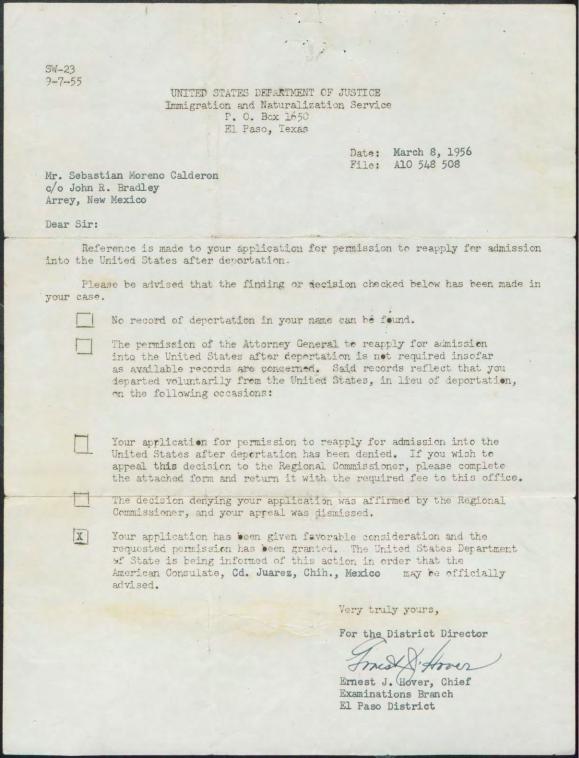 SW-23
9-7-55
UNITED STATES DEPARTMENT OF JUSTICE
Immigration and Naturalization Service
P. O. Box 1650
El Paso, Texas
Date: March 8, 1956
File: A10 548 508
Mr. Sebastian Moreno Calderon
c/o John R. Bradley
Arrey, New Mexico
Dear Sir:
Reference is made to your application for permission to reapply for admission
into the United States after deportation.
Please be advised that the finding or decision checked below has been made in
your case.
No record of deportation in your name can be found.
The permission of the Attorney General to reapply for admission
into the United States after deportation is not required insofar
as available records are concerned. Said records reflect that you
departed voluntarily from the United States, in lieu of deportation,
on the following occasions:
Your application for permission to reapply for admission into the
United States after deportation has been denied. If you wish to
appeal this decision to the Regional Commissioner, please complete
the attached form and return it with the required fee to this office.
The decision denying your application was affirmed by the Regional
Commissioner, and your appeal was dismissed.
X Your application has been given favorable consideration and the
requested permission has been granted. The United States Department
of State is being informed of this action in order that the
American Consulate, Cd. Juarez, Chih., Mexico may be officially
advised.
Very truly yours,
For the District Director
Ernest J. Hover
Ernest J. Hover, Chief
Examinations Branch
El Paso District